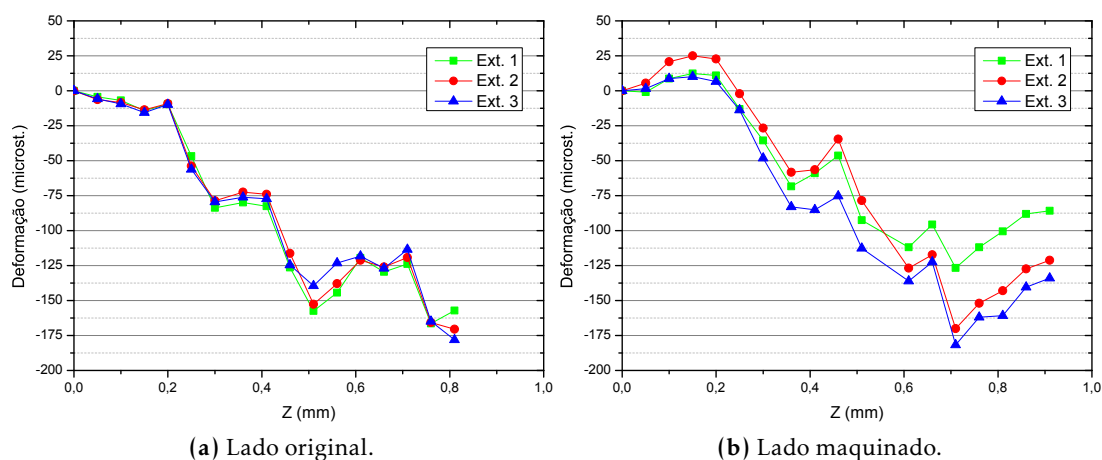 50
25
0
-25
-50
-75
-100
-125
-150
-175
-200
Deformação (microst.)
0,0
0,2
0,4
0,6
0,8
1,0
Z (mm)
Ext. 1
Ext. 2
Ext. 3
(a) Lado original.
50
25
0
-25
-50
-75
-100
-125
-150
-175
-200
Deformação (microst.)
0,0
0,2
0,4
0,6
0,8
1,0
Z (mm)
Ext. 1
Ext. 2
Ext. 3
(b) Lado maquinado.